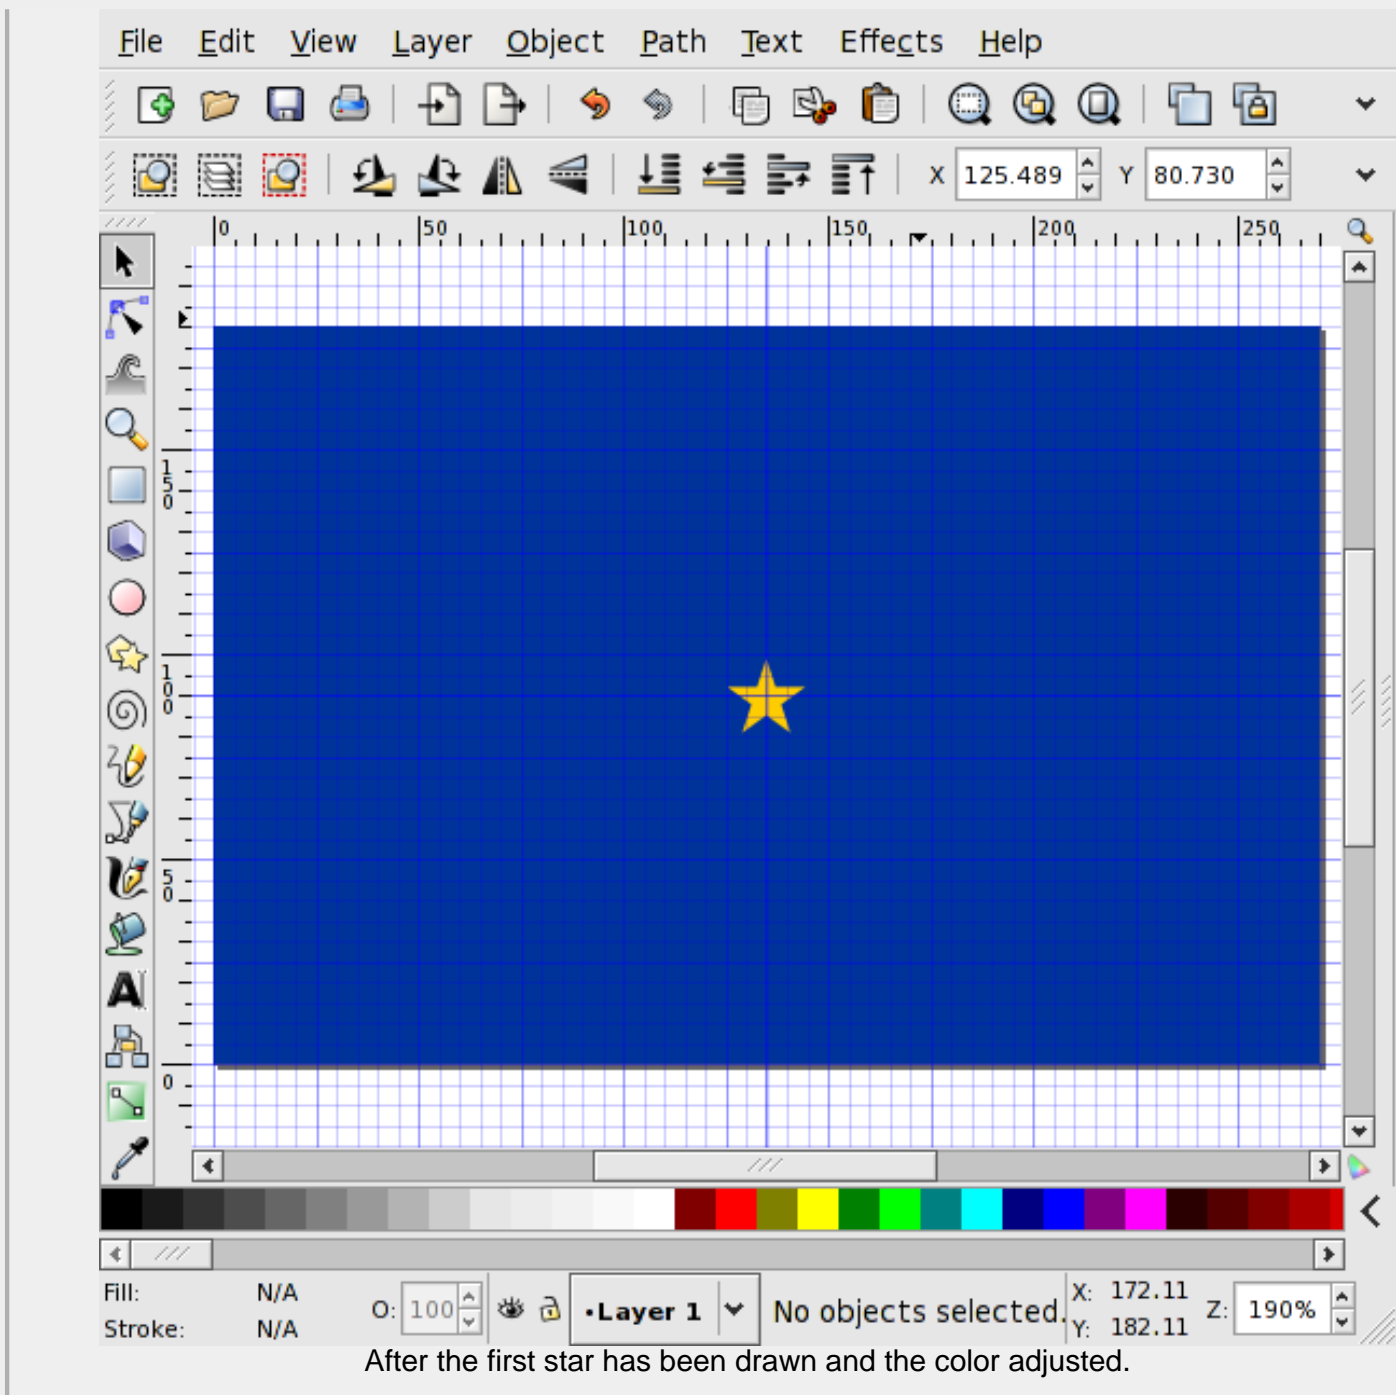 File Edit View Layer Object Path Text Effects Help
X 125.489 Y 80.730
0 50 100 150 200 250
150
100
50
0
Fill: N/A
Stroke: N/A
O: 100
•Layer 1
No objects selected.
X: 172.11
Y: 182.11
Z: 190%
After the first star has been drawn and the color adjusted.